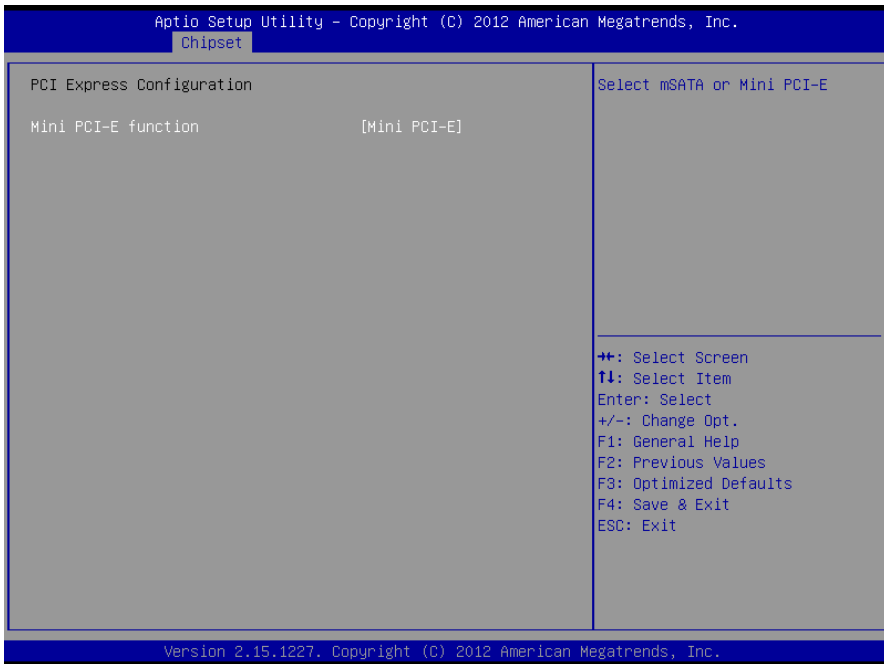 Aptio Setup Utility – Copyright (C) 2012 American Megatrends, Inc.
Chipset
PCI Express Configuration
Mini PCI-E function [Mini PCI-E]
Select mSATA or Mini PCI-E
→←: Select Screen
↑↓: Select Item
Enter: Select
+/-: Change Opt.
F1: General Help
F2: Previous Values
F3: Optimized Defaults
F4: Save & Exit
ESC: Exit
Version 2.15.1227. Copyright (C) 2012 American Megatrends, Inc.